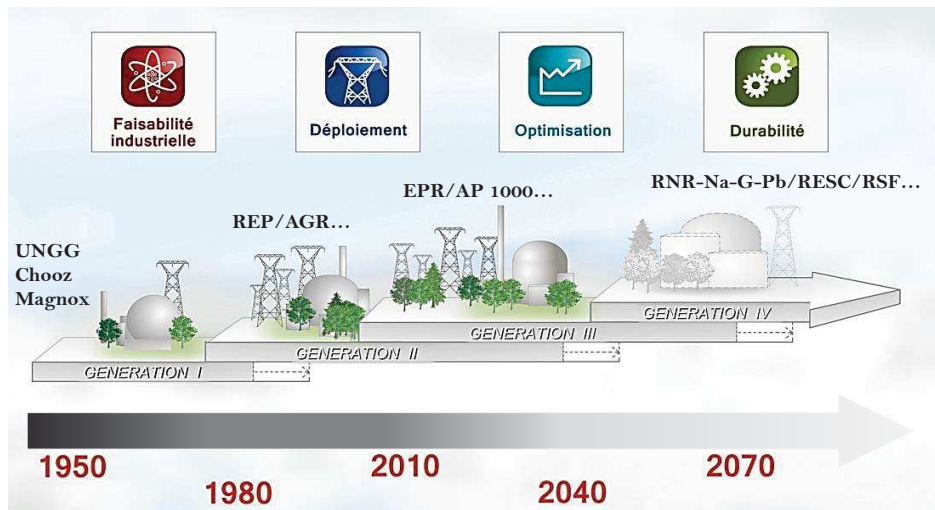 Faisabilité
industrielle
Déploiement
Optimisation
Durabilité
RNR-Na-G-Pb/RESC/RSF...
EPR/AP 1000...
REP/AGR...
UNGG
Chooz
Magnox
GENERATION I
GENERATION II
GENERATION III
GENERATION IV
1950
1980
2010
2040
2070